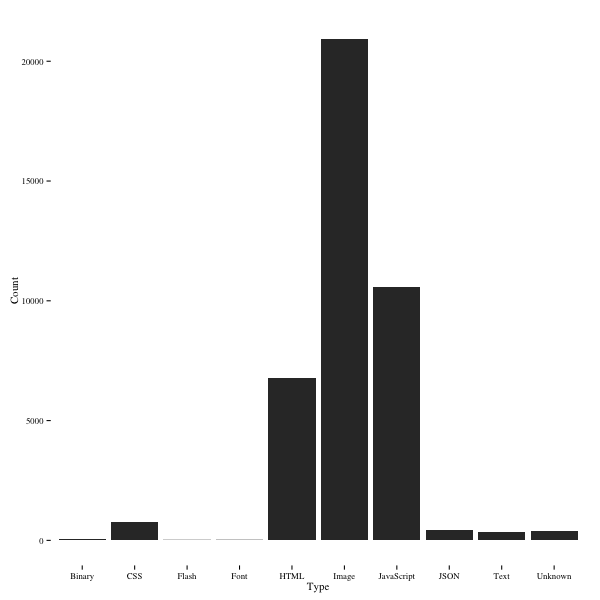 20000
15000
10000
5000
0
Count
Binary CSS Flash Font HTML Image JavaScript JSON Text Unknown
Type